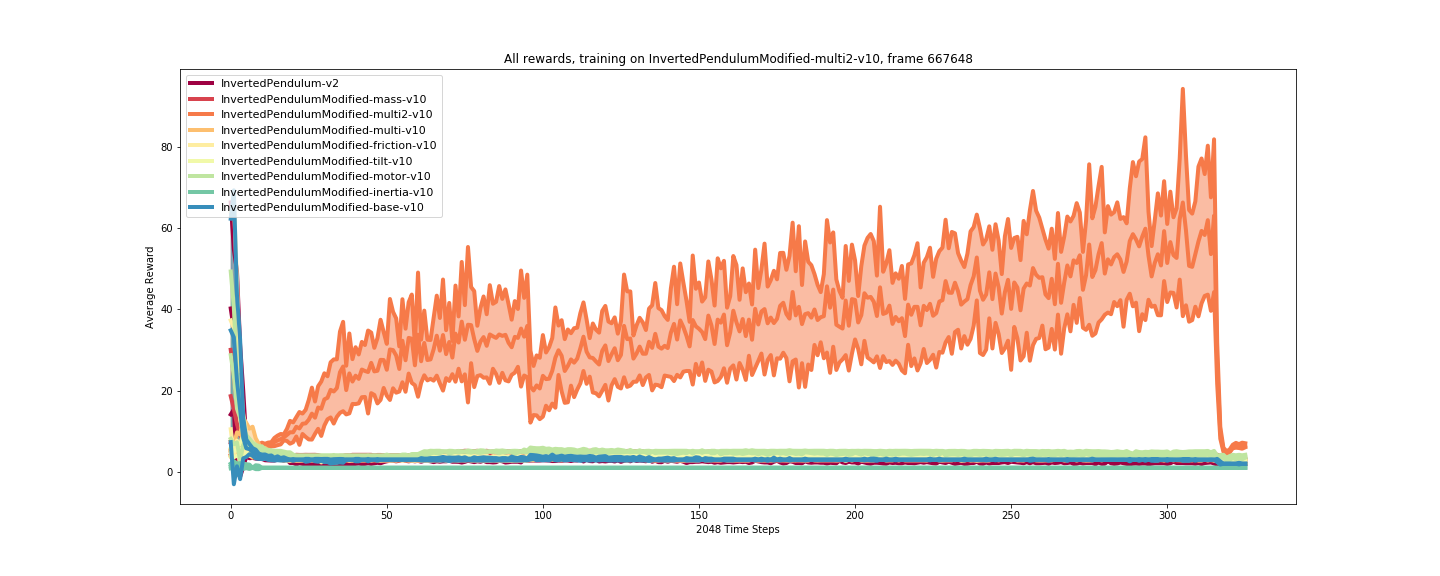 All rewards, training on InvertedPendulumModified-multi2-v10, frame 667648
InvertedPendulum-v2
InvertedPendulumModified-mass-v10
InvertedPendulumModified-multi2-v10
InvertedPendulumModified-multi-v10
InvertedPendulumModified-friction-v10
InvertedPendulumModified-tilt-v10
InvertedPendulumModified-motor-v10
InvertedPendulumModified-inertia-v10
InvertedPendulumModified-base-v10
Average Reward
80
60
40
20
0
0 50 100 150 200 250 300
2048 Time Steps